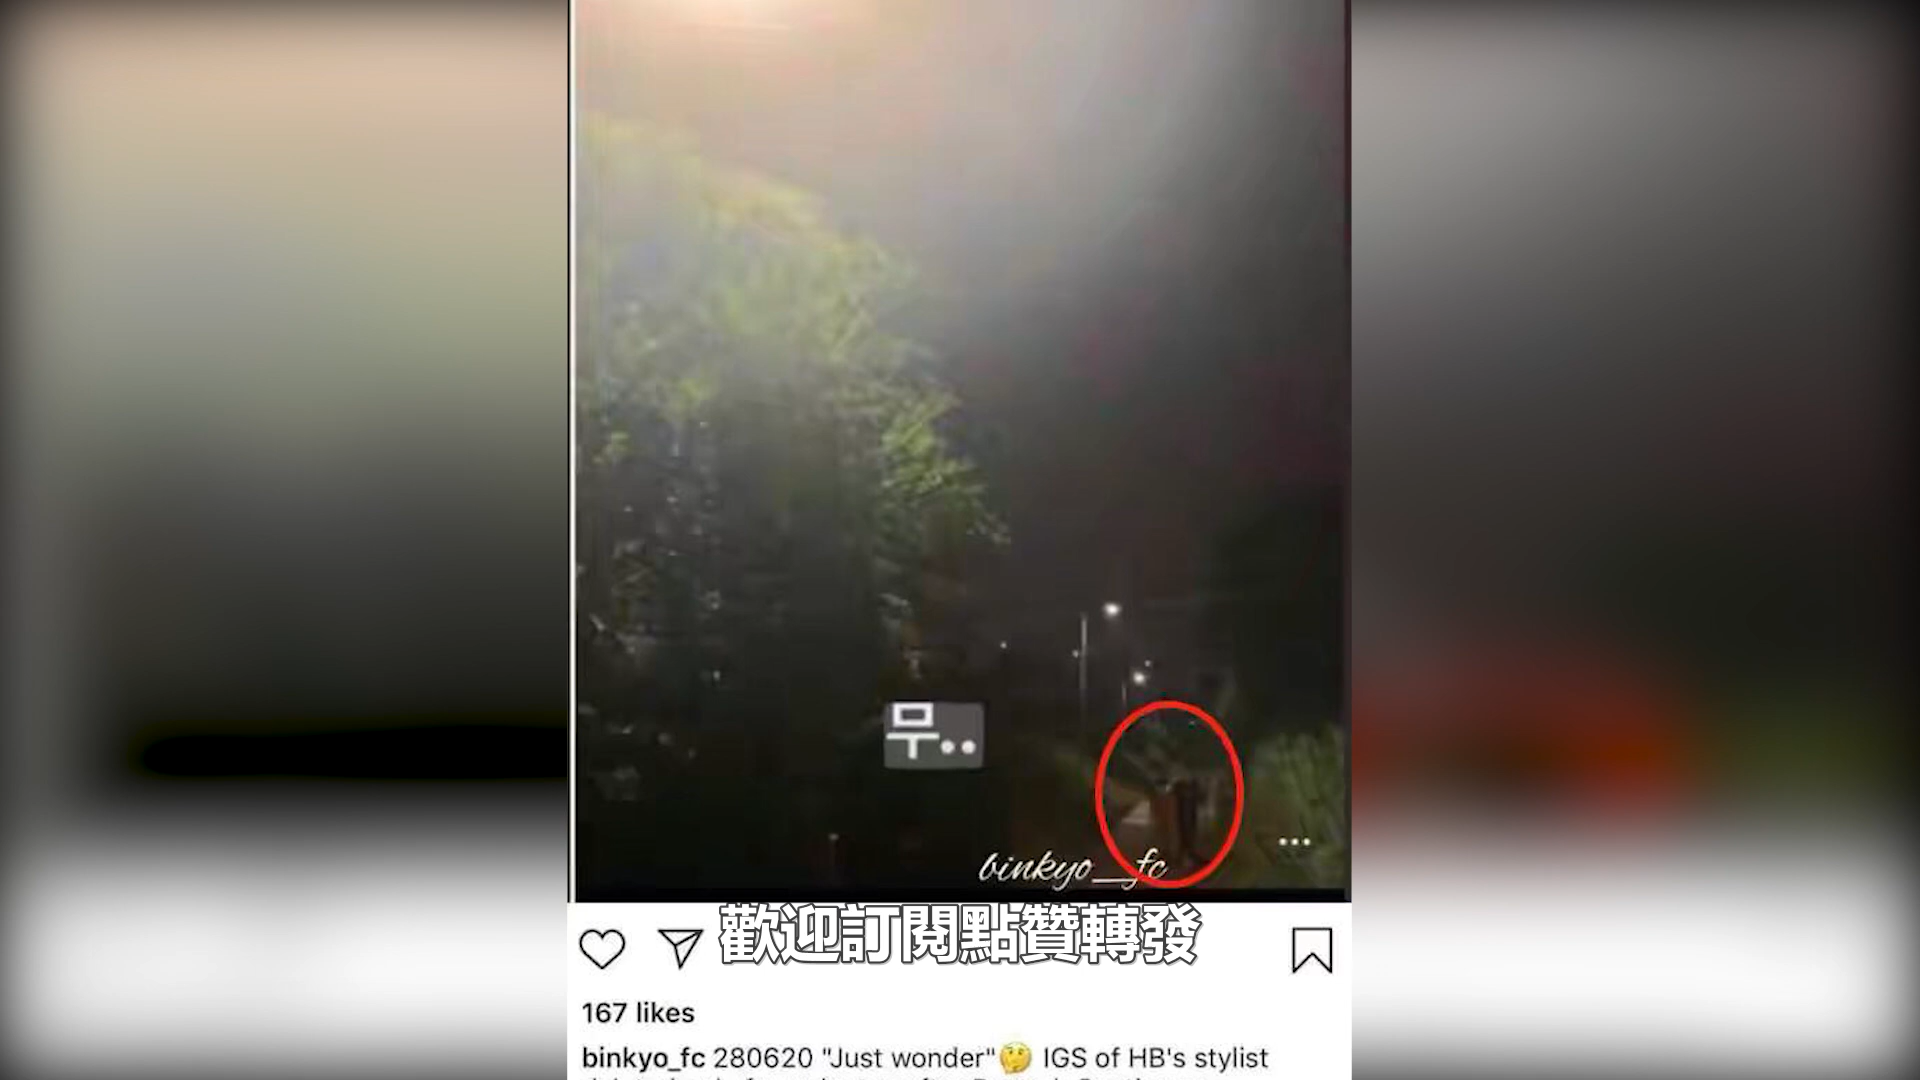 무..
binkyo__fc
歡迎訂閱點贊轉發
167 likes
binkyo_fc 280620 "Just wonder"🤔 IGS of HB's stylist